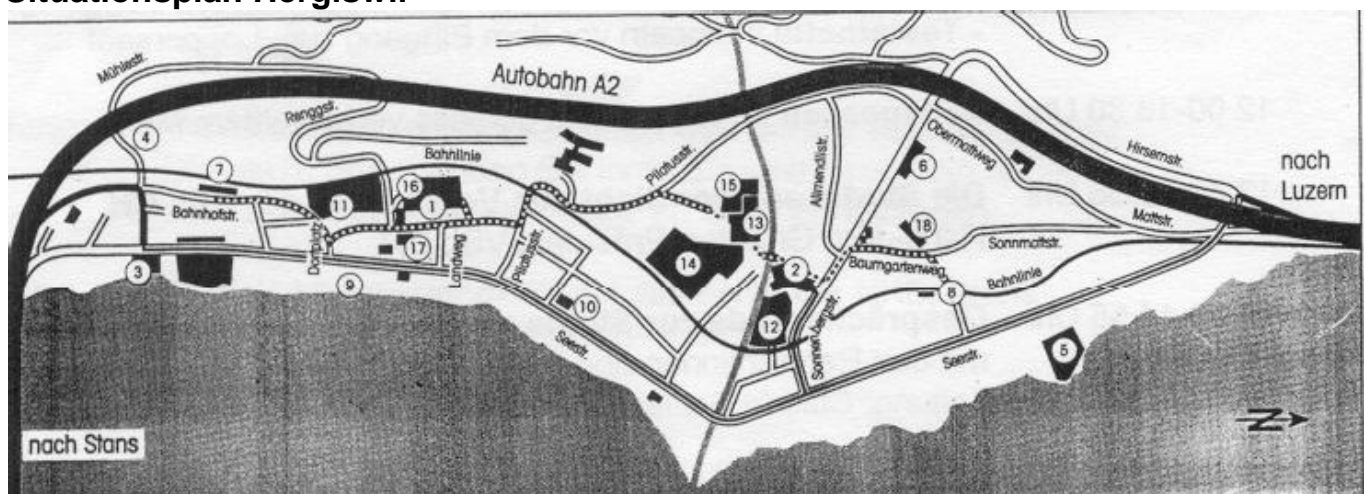 Situationsplan Hergiswil
Mühlestr.
Autobahn A2
Renggstr.
4
Bahnlinie
Pilatusstr.
Allmendlistr.
Obermattweg
Hirsernstr.
nach
Luzern
7
Bahnhofstr.
11
16
1
15
6
13
18
Mattstr.
Sonnmattstr.
Dorfplatz
17
Landweg
Pilatusstr.
14
2
Baumgartenweg
Bahnlinie
3
9
10
12
8
Seestr.
Sonnenbergstr.
Seestr.
5
nach Stans
N